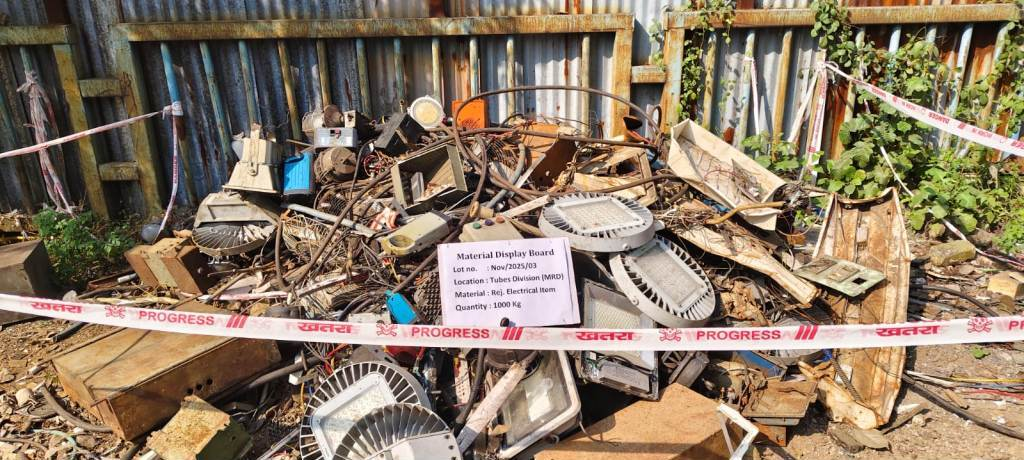 Material Display Board
Lot no. : Nov/2025/03
Location : Tubes Division (MRD)
Material : Rej. Electrical Item
Quantity : 1000 Kg
खतरा PROGRESS खतरा PROGRESS खतरा PROGRESS खतरा